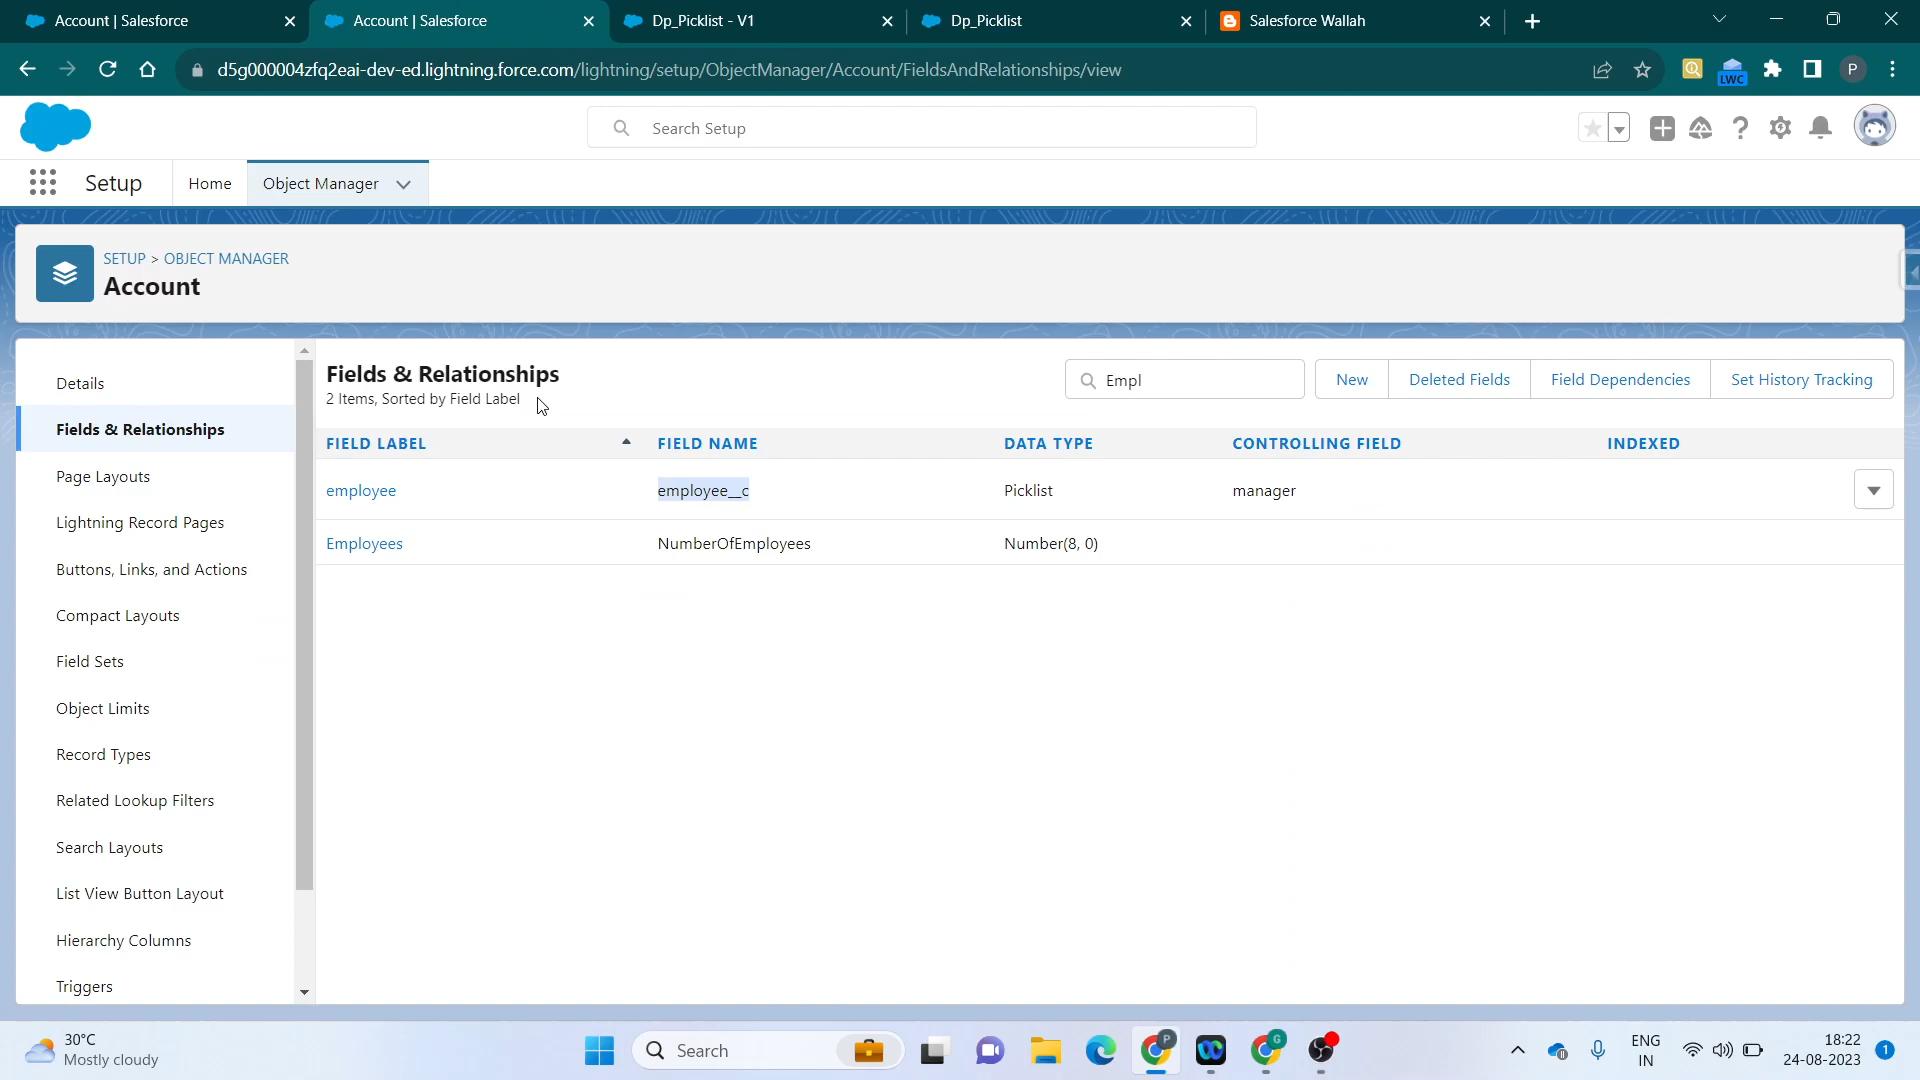 Account | Salesforce
Account | Salesforce
Dp_Picklist - V1
Dp_Picklist
Salesforce Wallah
d5g000004zfq2eai-dev-ed.lightning.force.com/lightning/setup/ObjectManager/Account/FieldsAndRelationships/view
LWC
P
Search Setup
Setup
Home
Object Manager
SETUP > OBJECT MANAGER
Account
Details
Fields & Relationships
Page Layouts
Lightning Record Pages
Buttons, Links, and Actions
Compact Layouts
Field Sets
Object Limits
Record Types
Related Lookup Filters
Search Layouts
List View Button Layout
Hierarchy Columns
Triggers
Fields & Relationships
2 Items, Sorted by Field Label
Empl
New
Deleted Fields
Field Dependencies
Set History Tracking
FIELD LABEL FIELD NAME DATA TYPE CONTROLLING FIELD INDEXED
employee employee__c Picklist manager
Employees NumberOfEmployees Number(8, 0)
30°C
Mostly cloudy
Search
P
G
ENG
IN
18:22
24-08-2023
1